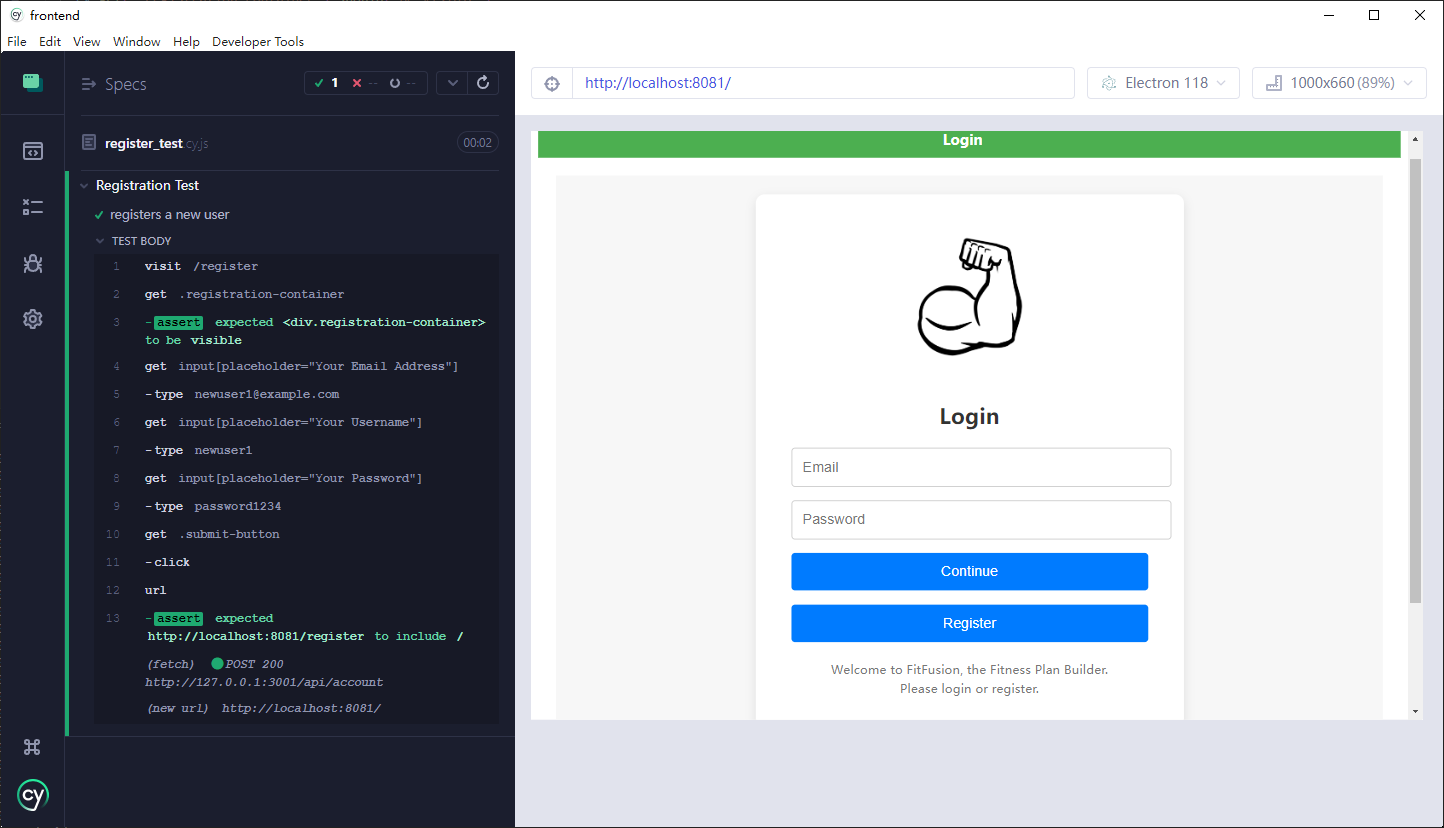 frontend
File Edit View Window Help Developer Tools
Specs
1 -- --
register_test.cy.js 00:02
Registration Test
registers a new user
TEST BODY
1 visit /register
2 get .registration-container
3 -assert expected <div.registration-container>
to be visible
4 get input[placeholder="Your Email Address"]
5 -type newuser1@example.com
6 get input[placeholder="Your Username"]
7 -type newuser1
8 get input[placeholder="Your Password"]
9 -type password1234
10 get .submit-button
11 -click
12 url
13 -assert expected
http://localhost:8081/register to include /
(fetch) POST 200
http://127.0.0.1:3001/api/account
(new url) http://localhost:8081/
cy
http://localhost:8081/
Electron 118
1000x660 (89%)
Login
Login
Email
Password
Continue
Register
Welcome to FitFusion, the Fitness Plan Builder.
Please login or register.